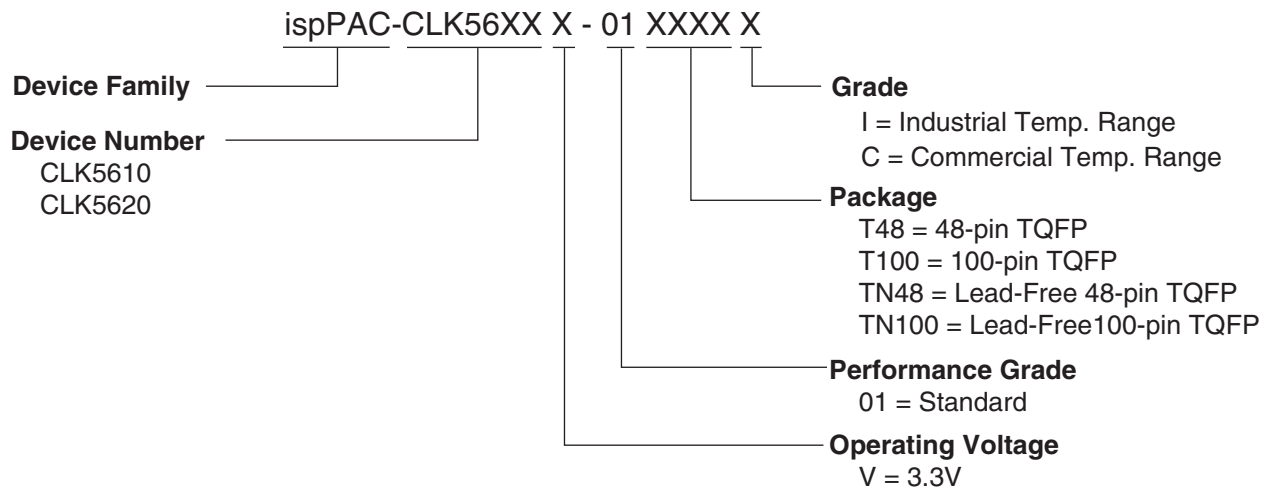 ispPAC-CLK56XX X - 01 XXXX X
Device Family
Device Number
CLK5610
CLK5620
Grade
I = Industrial Temp. Range
C = Commercial Temp. Range
Package
T48 = 48-pin TQFP
T100 = 100-pin TQFP
TN48 = Lead-Free 48-pin TQFP
TN100 = Lead-Free100-pin TQFP
Performance Grade
01 = Standard
Operating Voltage
V = 3.3V